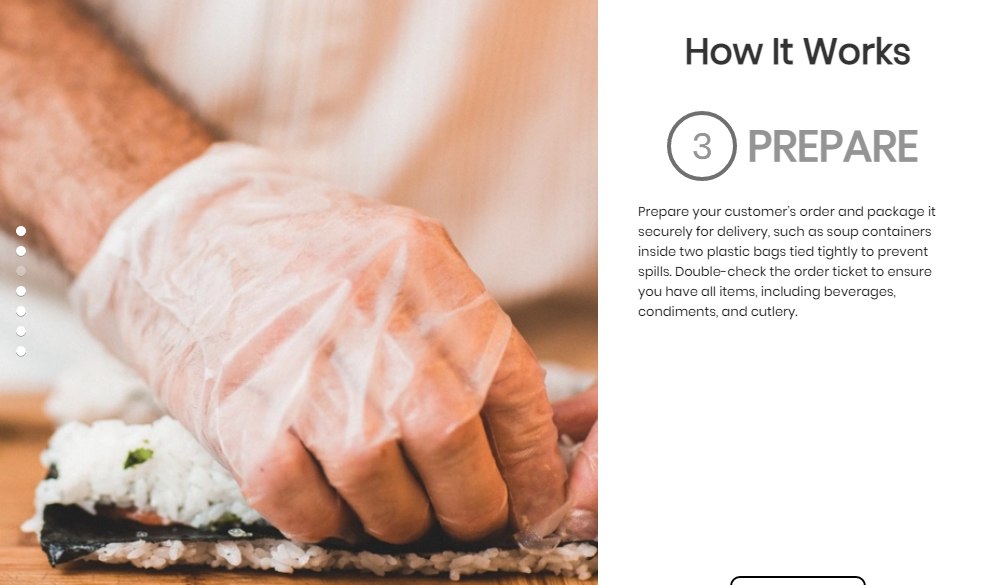 How It Works
3 PREPARE
Prepare your customer's order and package it
securely for delivery, such as soup containers
inside two plastic bags tied tightly to prevent
spills. Double-check the order ticket to ensure
you have all items, including beverages,
condiments, and cutlery.